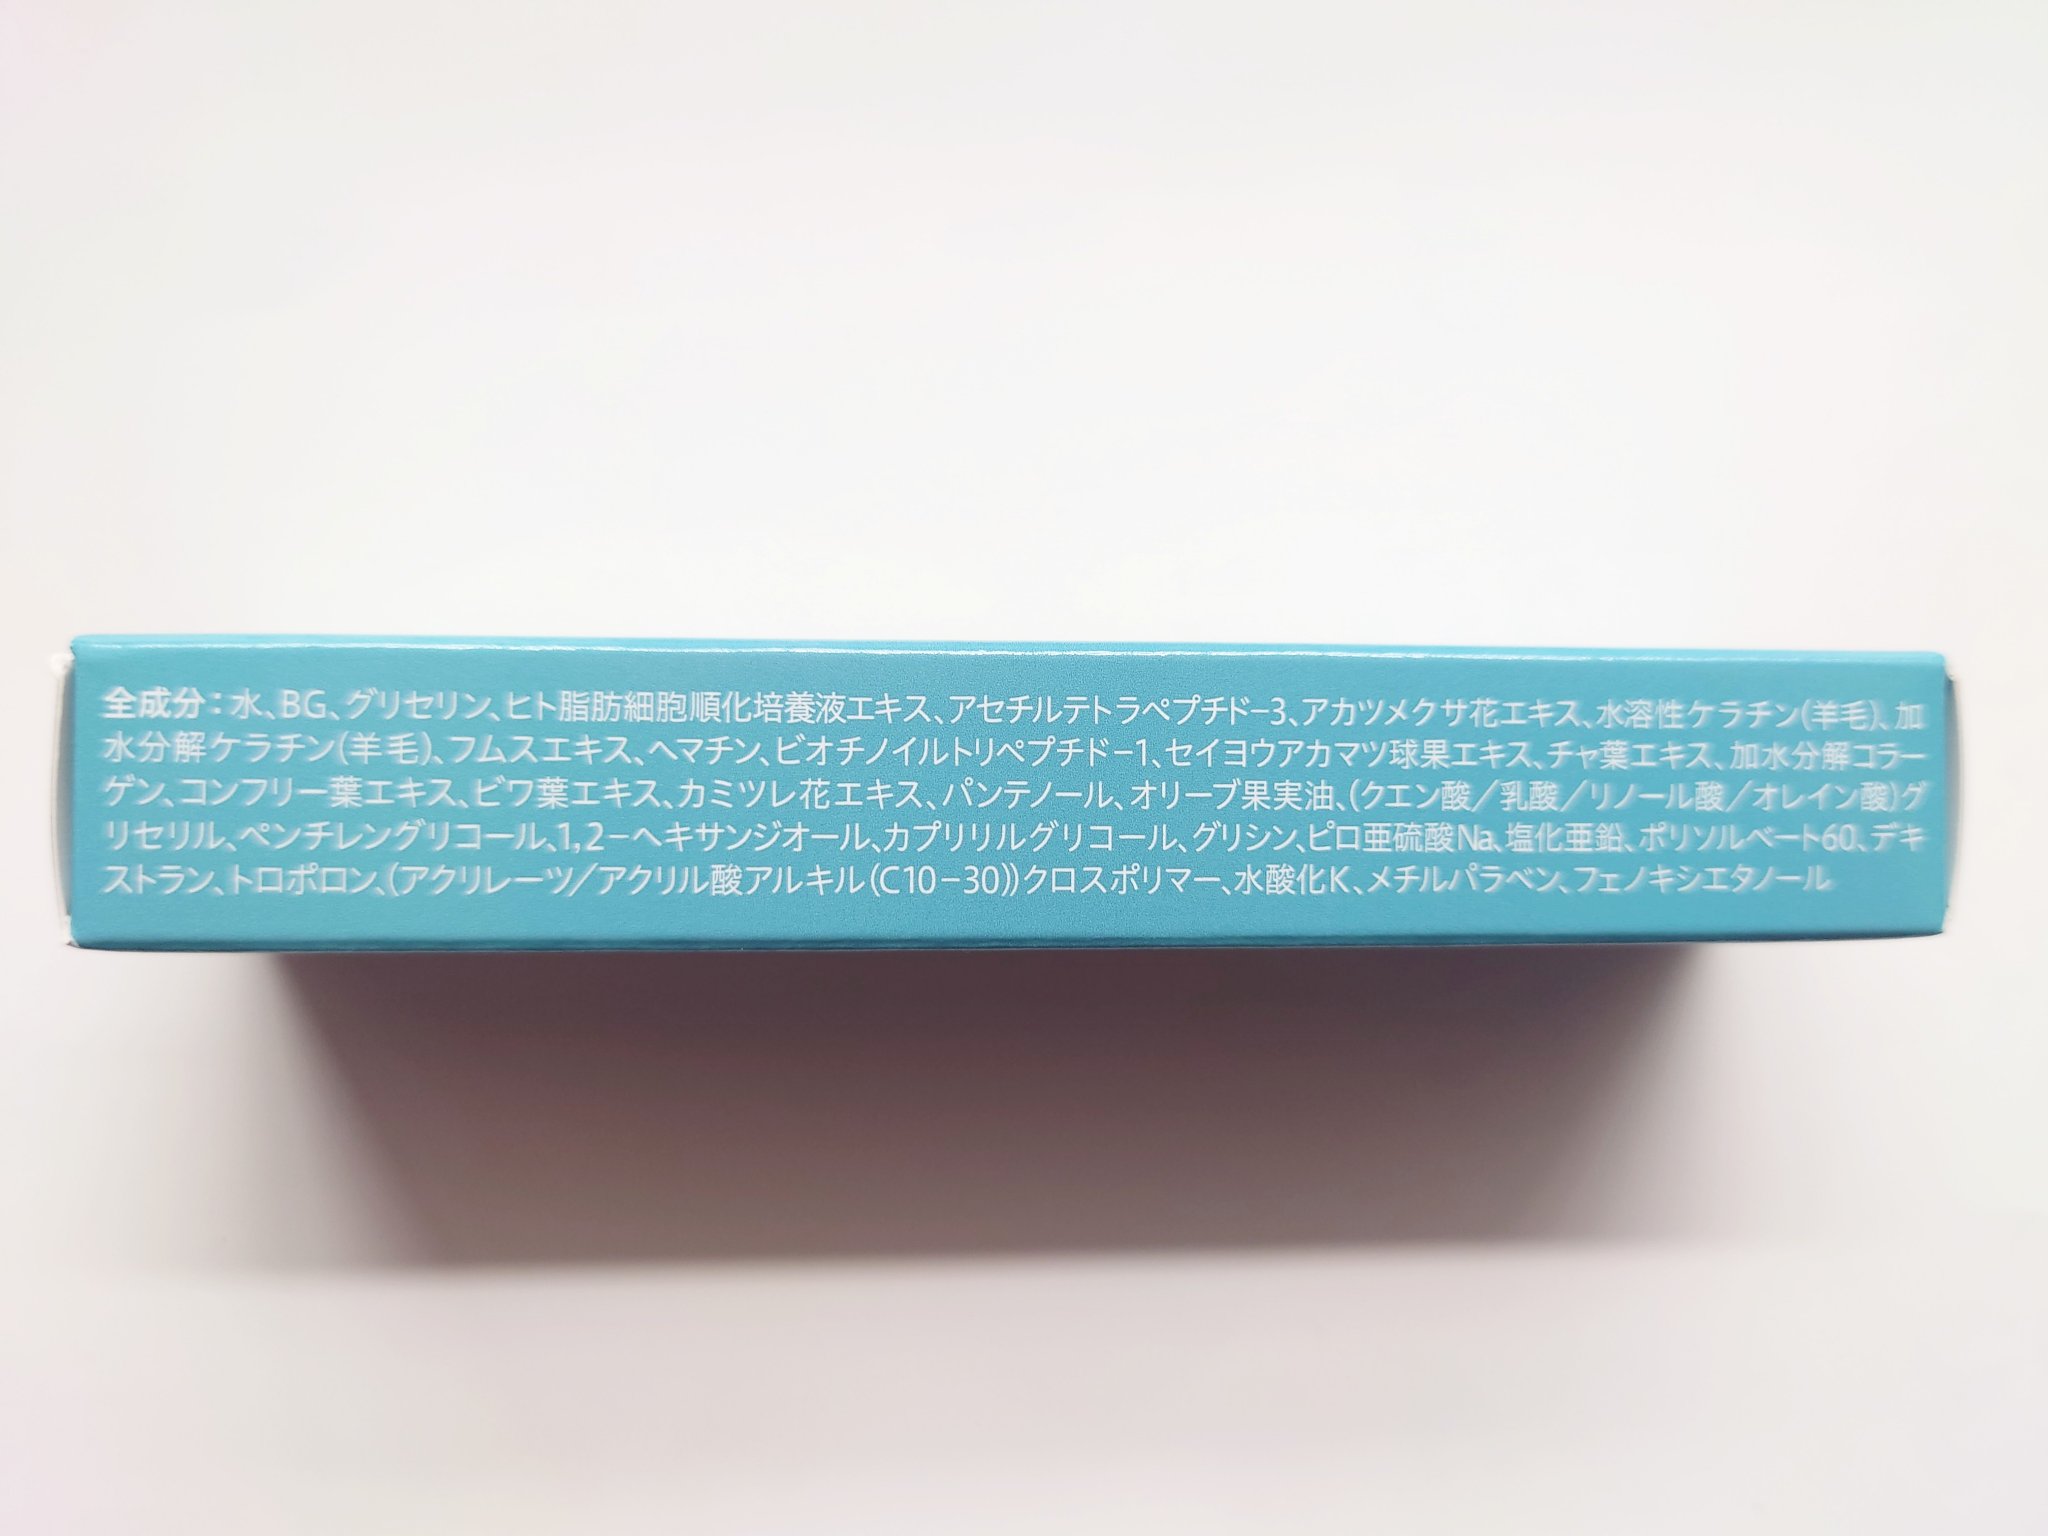 全成分：水、BG、グリセリン、ヒト脂肪細胞順化培養液エキス、アセチルテトラペプチド−3、アカツメクサ花エキス、水溶性ケラチン(羊毛)、加
水分解ケラチン(羊毛)、フムスエキス、ヘマチン、ビオチノイルトリペプチド−1、セイヨウアカマツ球果エキス、チャ葉エキス、加水分解コラー
ゲン、コンフリー葉エキス、ビワ葉エキス、カミツレ花エキス、パンテノール、オリーブ果実油、(クエン酸／乳酸／リノール酸／オレイン酸)グ
リセリル、ペンチレングリコール、1,2−ヘキサンジオール、カプリリルグリコール、グリシン、ピロ亜硫酸Na、塩化亜鉛、ポリソルベート60、デキ
ストラン、トロポロン、(アクリレーツ／アクリル酸アルキル(C10−30))クロスポリマー、水酸化K、メチルパラベン、フェノキシエタノール